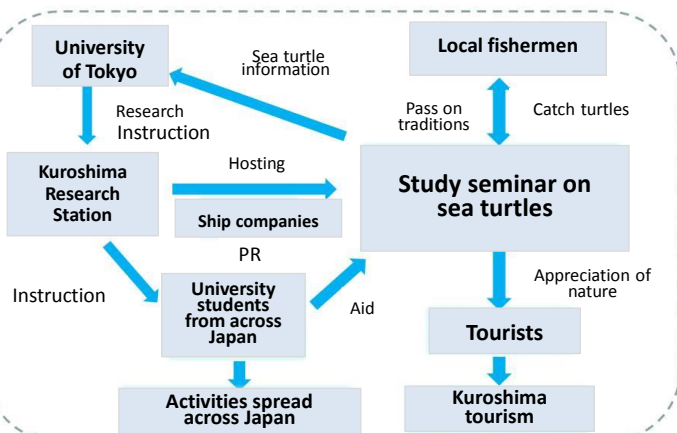 University
of Tokyo
Sea turtle
information
Local fishermen
Research
Instruction
Pass on
traditions
Catch turtles
Kuroshima
Research
Station
Hosting
Ship companies
PR
Study seminar on
sea turtles
Instruction
University
students
from across
Japan
Aid
Appreciation of
nature
Tourists
Activities spread
across Japan
Kuroshima
tourism